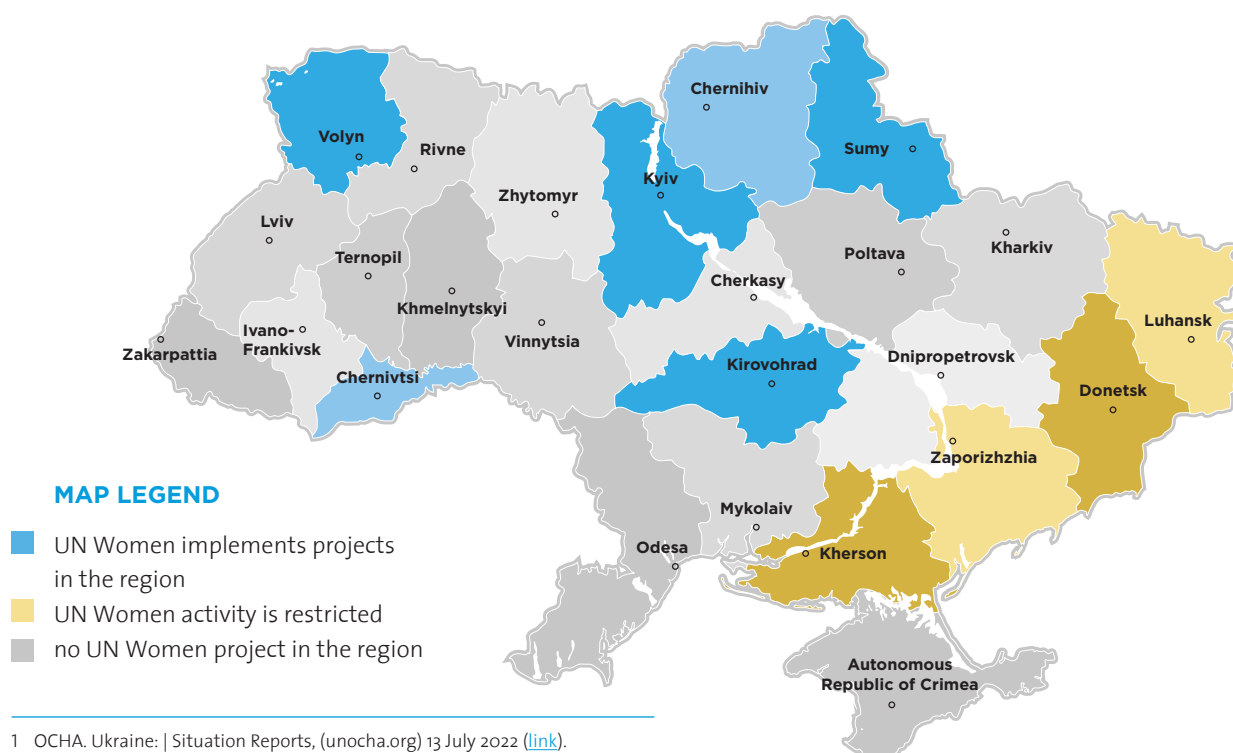 Chernihiv
Volyn
Rivne
Sumy
Kyiv
Zhytomyr
Lviv
Ternopil
Poltava
Kharkiv
Khmelnytskyi
Cherkasy
Ivano-
Frankivsk
Zakarpattia
Vinnytsia
Luhansk
Dnipropetrovsk
Kirovohrad
Chernivtsi
Donetsk
Zaporizhzhia
MAP LEGEND
Mykolaiv
UN Women implements projects
in the region
Odesa
Kherson
UN Women activity is restricted
no UN Women project in the region
Autonomous
Republic of Crimea
1 OCHA. Ukraine: | Situation Reports, (unocha.org) 13 July 2022 (link).